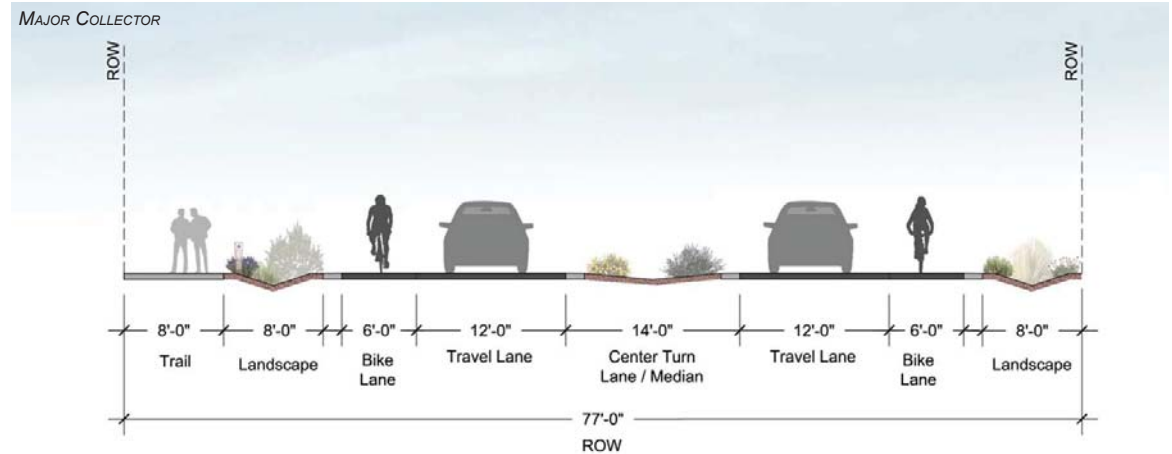 MAJOR COLLECTOR
ROW
ROW
8'-0"
8'-0"
6'-0"
12'-0"
14'-0"
12'-0"
6'-0"
8'-0"
Trail
Landscape
Bike
Lane
Travel Lane
Center Turn
Lane / Median
Travel Lane
Bike
Lane
Landscape
77'-0"
ROW